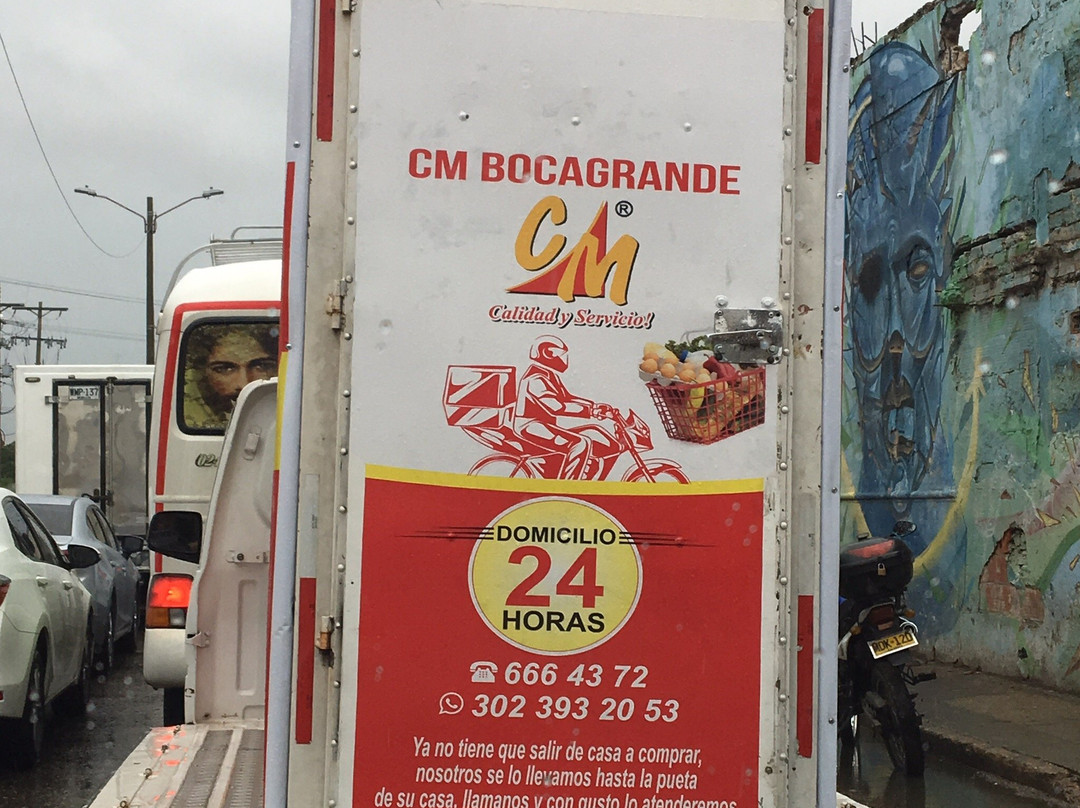 CM BOCAGRANDE
CM ®
Calidad y Servicio!
DOMICILIO
24
HORAS
666 43 72
302 393 20 53
Ya no tiene que salir de casa a comprar,
nosotros se lo llevamos hasta la pueta
de su casa, llamanos y con gusto lo atenderemos
WMP·137